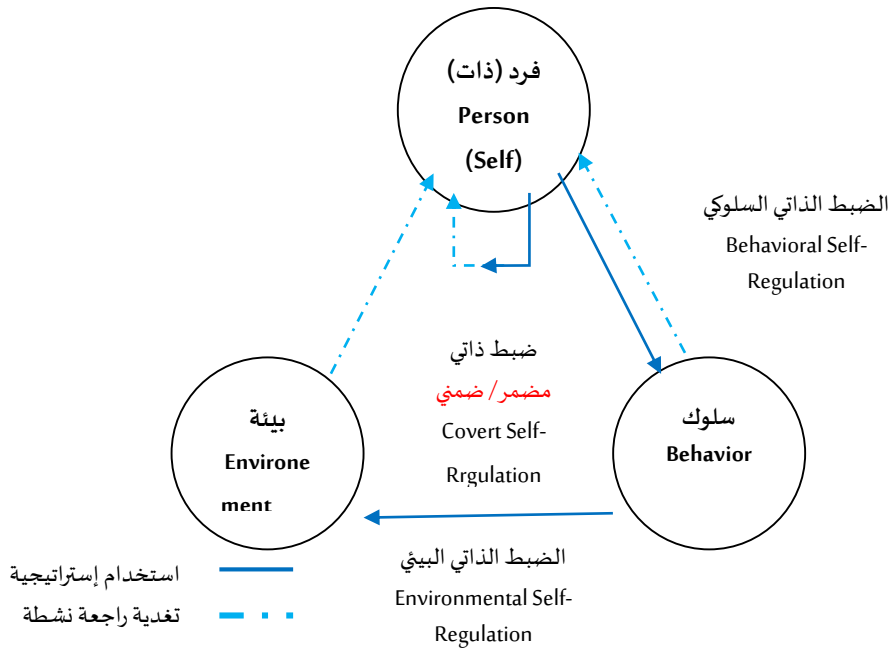 فرد (ذات)
Person
(Self)
الضبط الذاتي السلوكي
Behavioral Self-
Regulation
ضبط ذاتي
مضمر/ ضمني
Covert Self-
Rrgulation
بيئة
Environe
ment
سلوك
Behavior
الضبط الذاتي البيئي
Environmental Self-
Regulation
استخدام إستراتيجية
تغدية راجعة نشطة